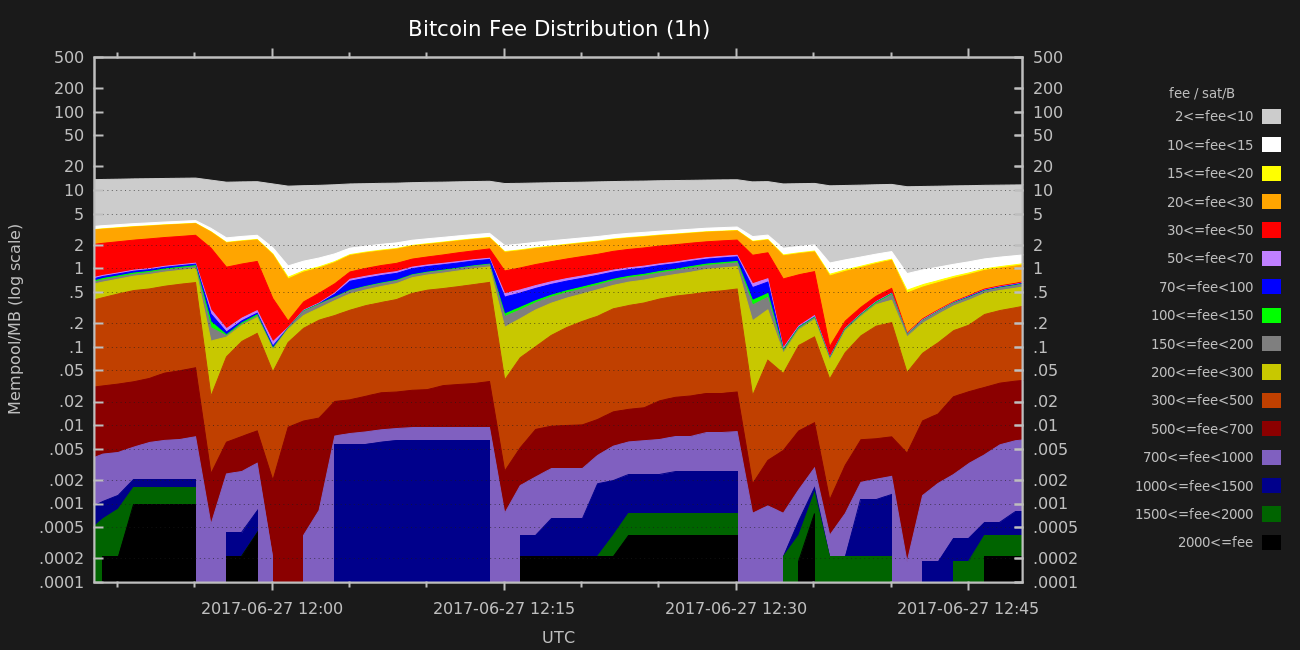 Bitcoin Fee Distribution (1h)
500 500
200 200
100 100
50 50
20 20
10 10
5 5
2 2
1 1
.5 .5
.2 .2
.1 .1
.05 .05
.02 .02
.01 .01
.005 .005
.002 .002
.001 .001
.0005 .0005
.0002 .0002
.0001 .0001
Mempool/MB (log scale)
2017-06-27 12:00 2017-06-27 12:15 2017-06-27 12:30 2017-06-27 12:45
UTC
fee / sat/B
2<=fee<10
10<=fee<15
15<=fee<20
20<=fee<30
30<=fee<50
50<=fee<70
70<=fee<100
100<=fee<150
150<=fee<200
200<=fee<300
300<=fee<500
500<=fee<700
700<=fee<1000
1000<=fee<1500
1500<=fee<2000
2000<=fee